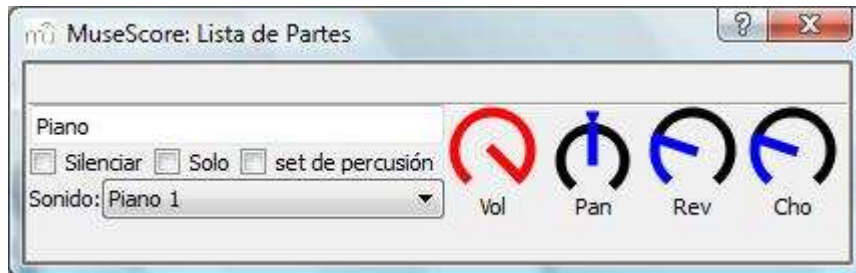 MuseScore: Lista de Partes
Piano
Silenciar Solo set de percusión
Sonido: Piano 1
Vol Pan Rev Cho